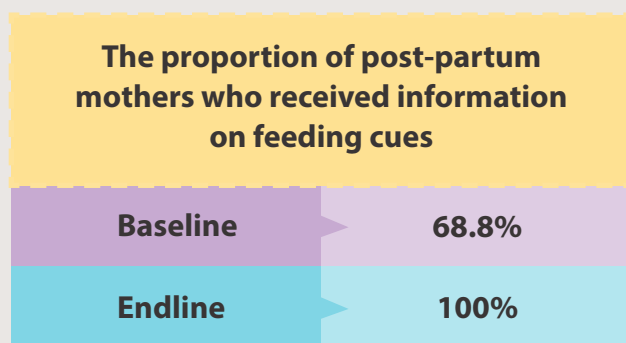 The proportion of post-partum
mothers who received information
on feeding cues
Baseline 68.8%
Endline 100%